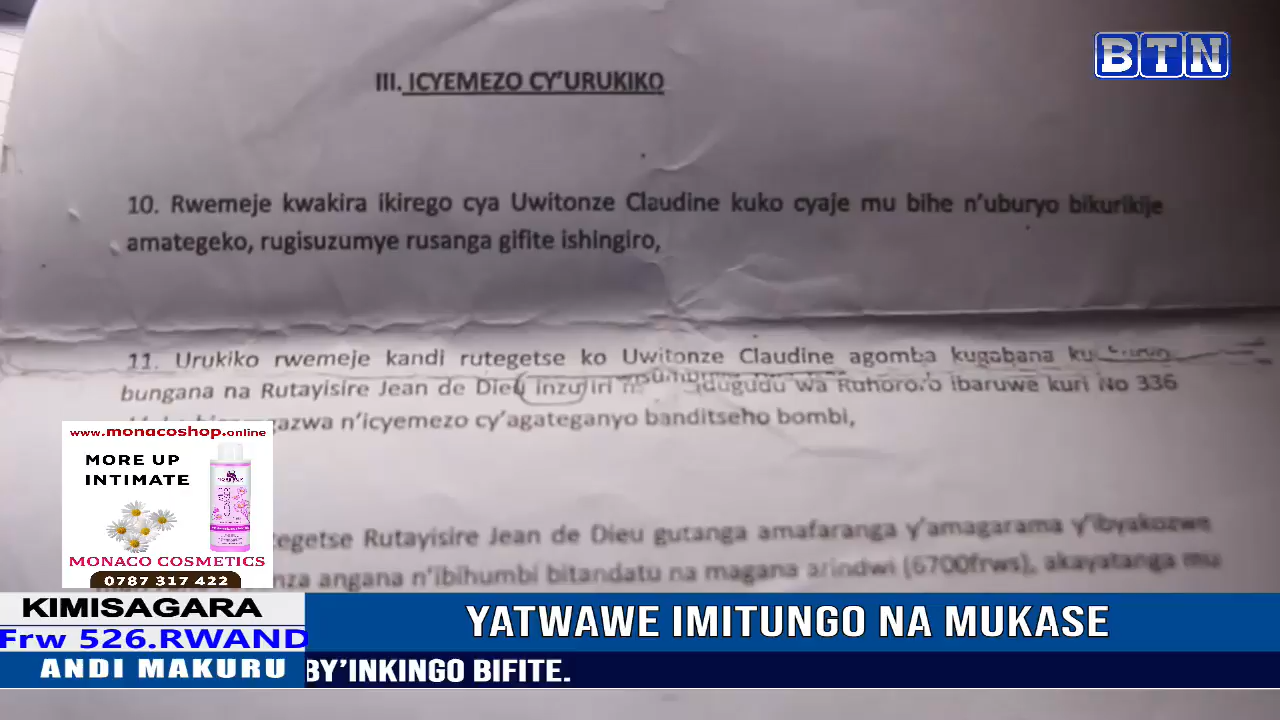 BTN
III. ICYEMEZO CY'URUKIKO
10. Rwemeje kwakira ikirego cya Uwitonze Claudine kuko cyaje mu bihe n'uburyo bikurikije
amategeko, rugisuzumye rusanga gifite ishingiro,
11. Urukiko rwemeje kandi rutegetse ko Uwitonze Claudine agomba kugabana
bungana na Rutayisire Jean de Dieu inzu iri wa Ruhororo ibaruwe kuri No 336
n'icyemezo cy'agateganyo banditseho bombi,
Rutayisire Jean de Dieu gutanga amafaranga y'amagarama y'ibyakozwe
angana n'ibihumbi bitandatu na magana arindwi (6700frws), akayatanga mu
www.monacoshop.online
MORE UP
INTIMATE
MONACO COSMETICS
0787 317 422
KIMISAGARA
Frw 526.RWAND
ANDI MAKURU
YATWAWE IMITUNGO NA MUKASE
BY'INKINGO BIFITE.